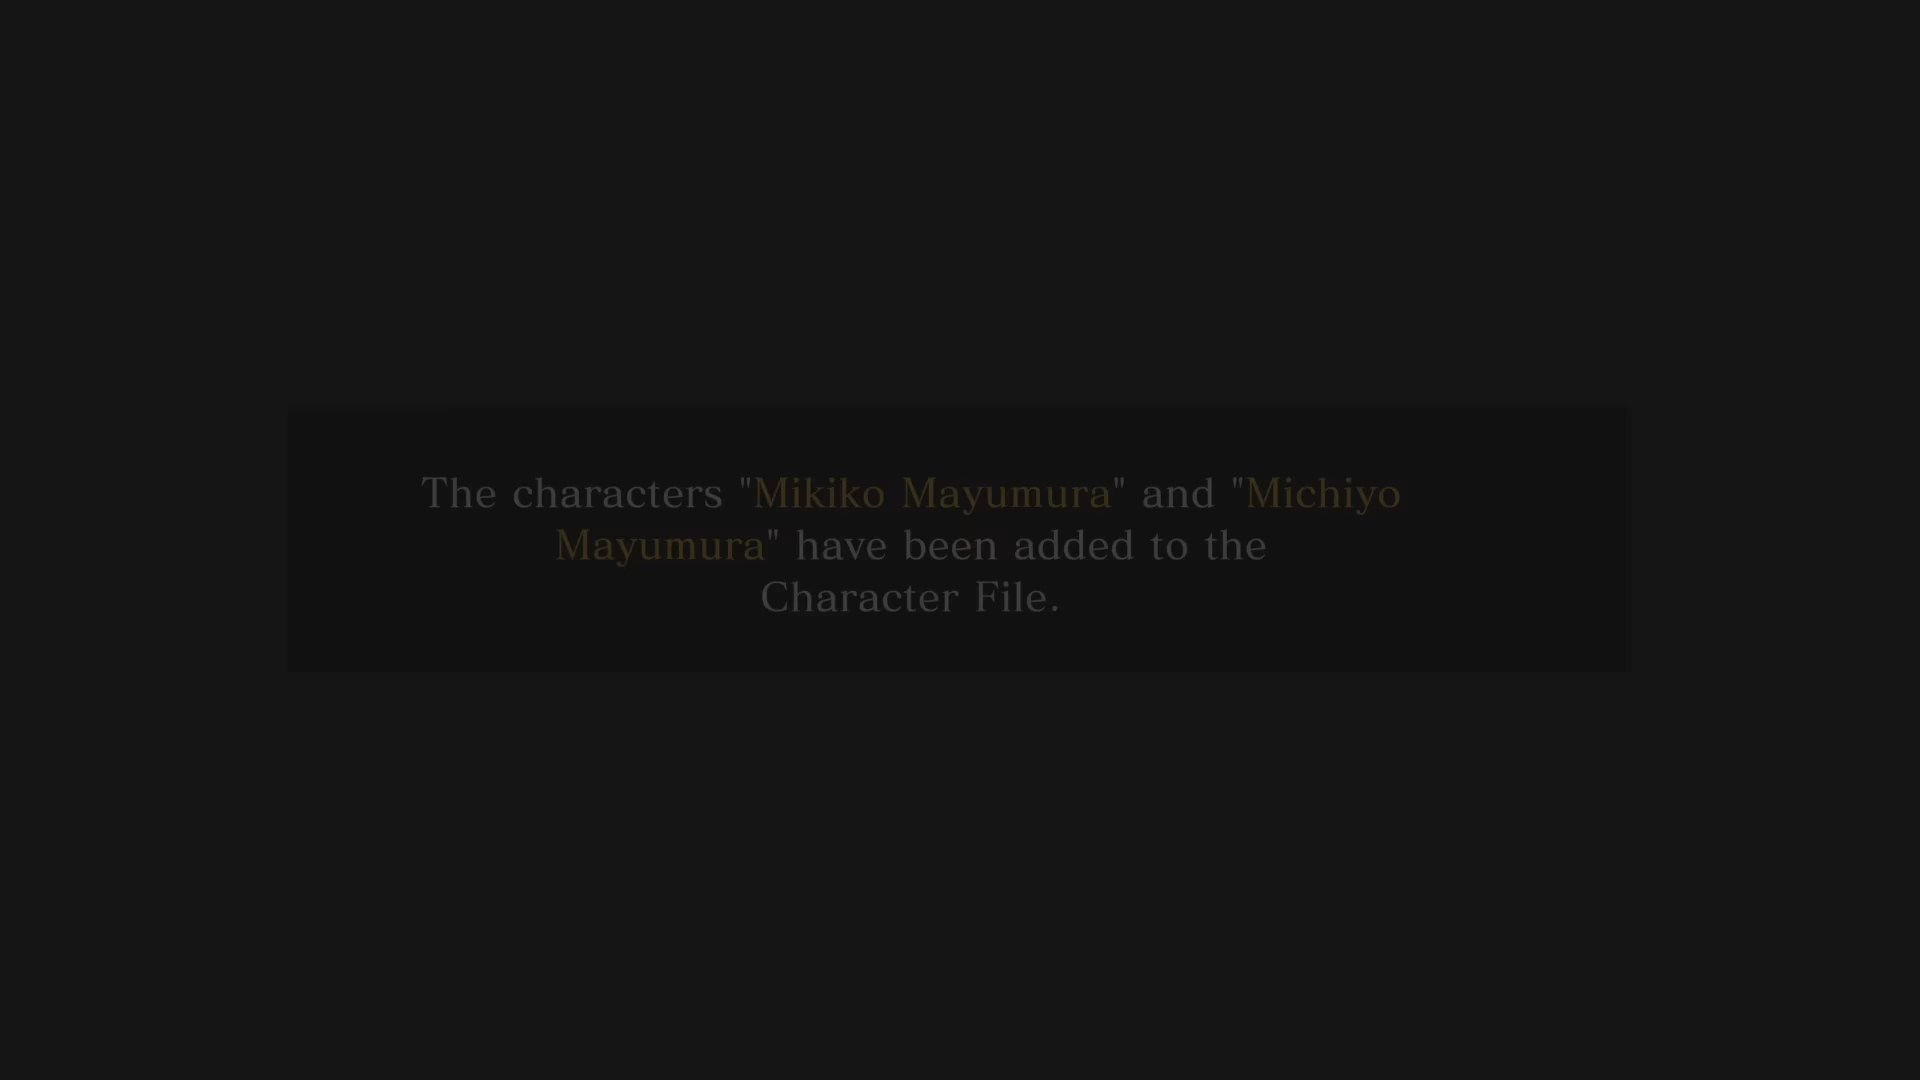 The characters "Mikiko Mayumura" and "Michiyo
Mayumura" have been added to the
Character File.